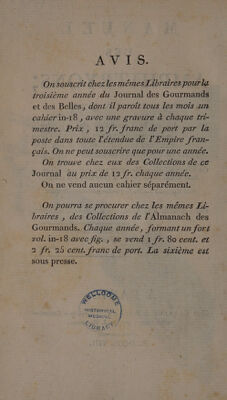 AVIS.
On souscrit chez les mêmes Libraires pour la
troisième année du Journal des Gourmands
et des Belles, dont il paroît tous les mois un
cahier in-18, avec une gravure à chaque tri-
mestre. Prix, 12 fr. franc de port par la
poste dans toute l'étendue de l'Empire fran-
çais. On ne peut souscrire que pour une année.
On trouve chez eux des Collections de ce
Journal au prix de 12 fr. chaque année.
On ne vend aucun cahier séparément.
On pourra se procurer chez les mêmes Li-
braires, des Collections de l'Almanach des
Gourmands. Chaque année, formant un fort
vol. in-18 avec fig., se vend 1 fr. 80 cent. et
2 fr. 25 cent. franc de port. La sixième est
sous presse.
WELLCOME
HISTORICAL
MEDICAL
LIBRARY